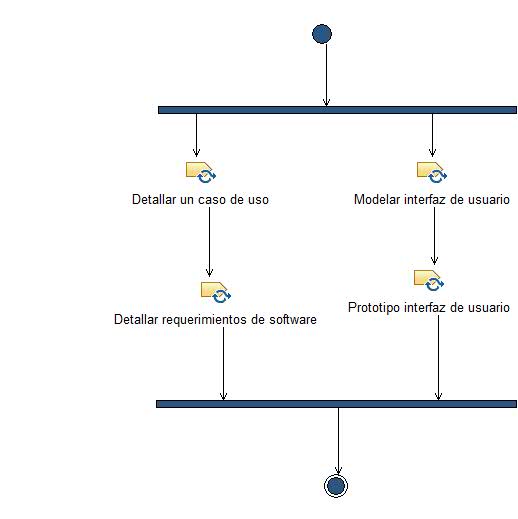 Detallar un caso de uso
Modelar interfaz de usuario
Detallar requerimientos de software
Prototipo interfaz de usuario